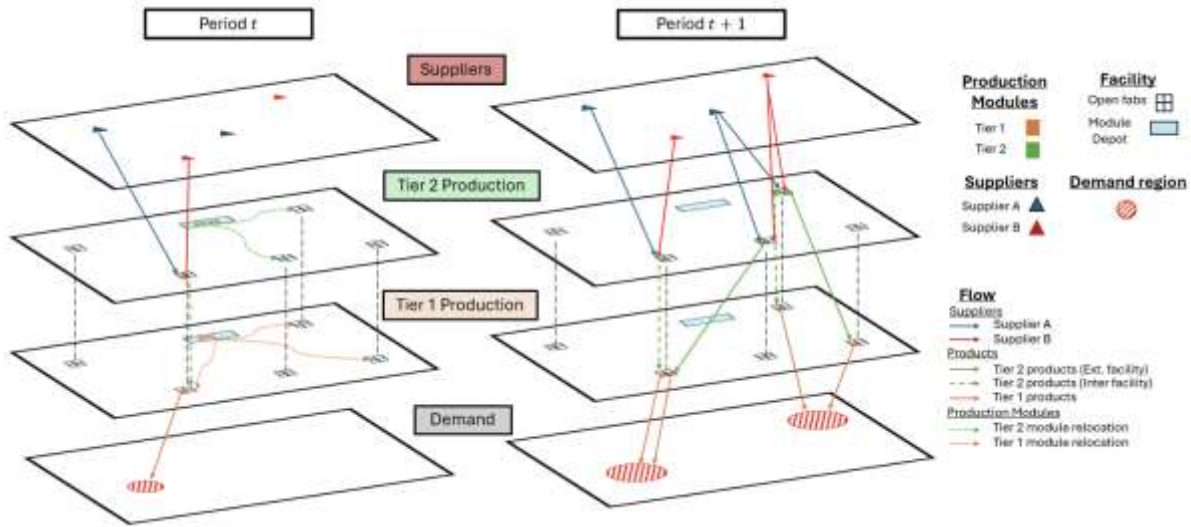 Period t
Period t + 1
Suppliers
Tier 2 Production
Tier 1 Production
Demand
Production
Modules
Tier 1
Tier 2
Facility
Open fabs
Module
Depot
Suppliers
Supplier A
Supplier B
Demand region
Flow
Suppliers
Supplier A
Supplier B
Products
Tier 2 products (Ext. facility)
Tier 2 products (Inter facility)
Tier 1 products
Production Modules
Tier 2 module relocation
Tier 1 module relocation